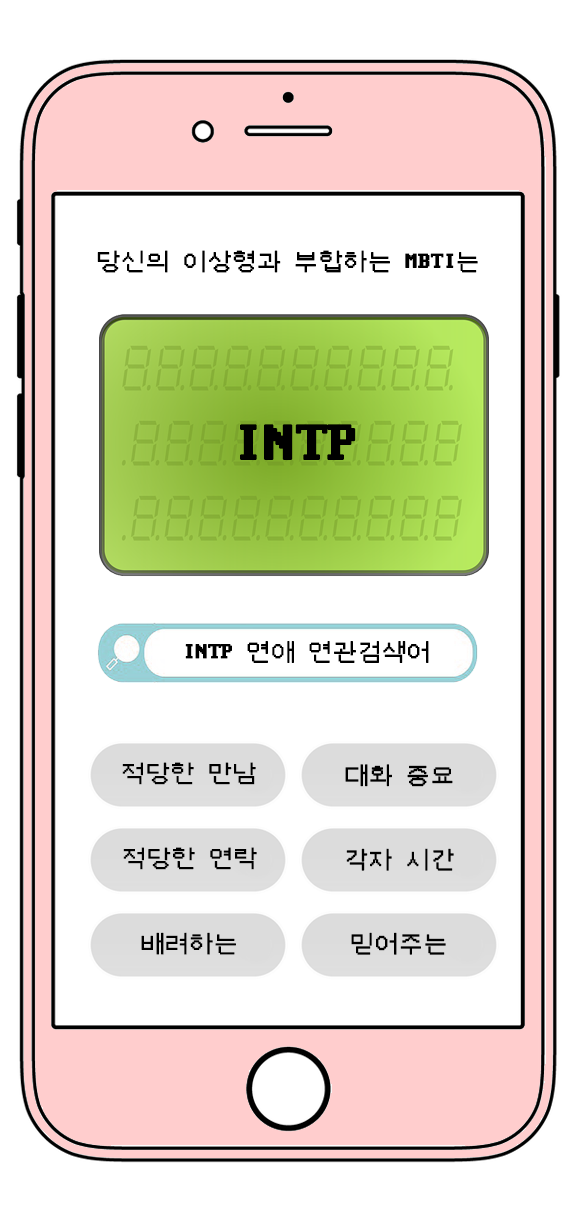 당신의 이상형과 부합하는 MBTI는
INTP
INTP 연애 연관검색어
적당한 만남
대화 중요
적당한 연락
각자 시간
배려하는
믿어주는